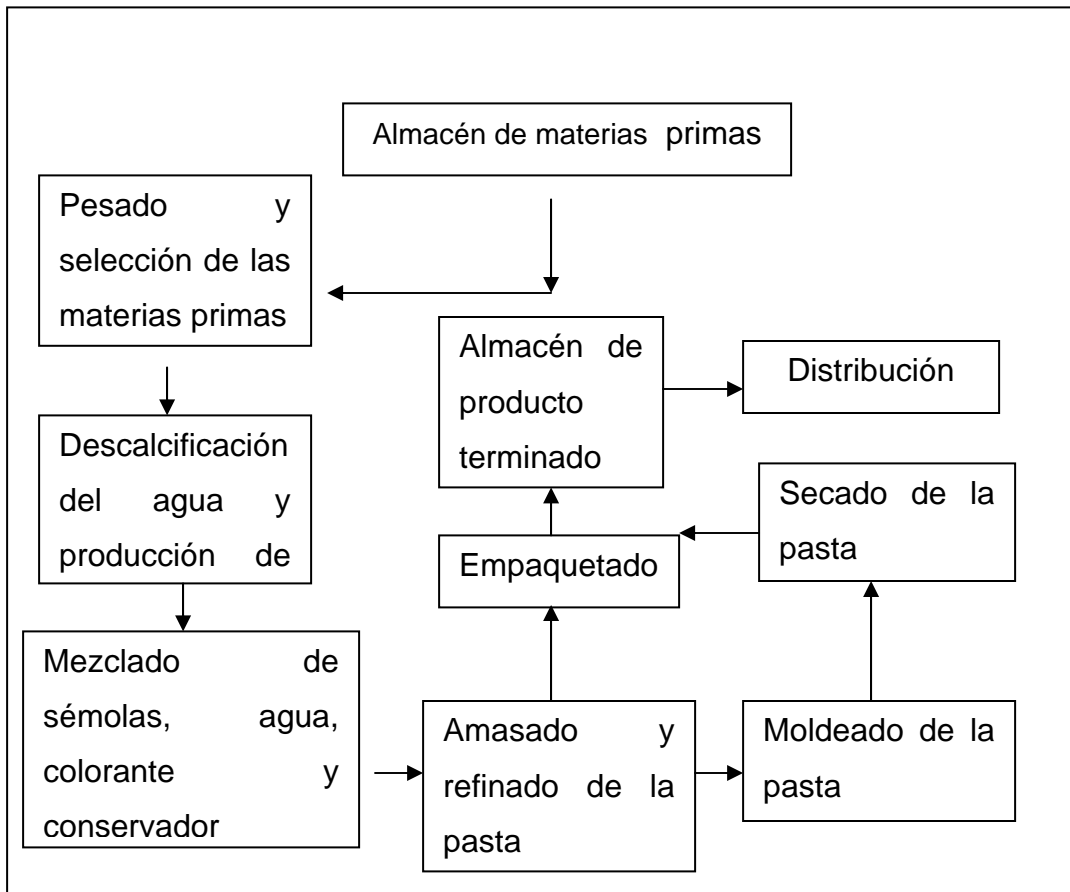 Almacén de materias primas
Pesado y
selección de las
materias primas
Descalcificación
del agua y
producción de
Mezclado de
sémolas, agua,
colorante y
conservador
Amasado y
refinado de la
pasta
Moldeado de la
pasta
Secado de la
pasta
Empaquetado
Almacén de
producto
terminado
Distribución